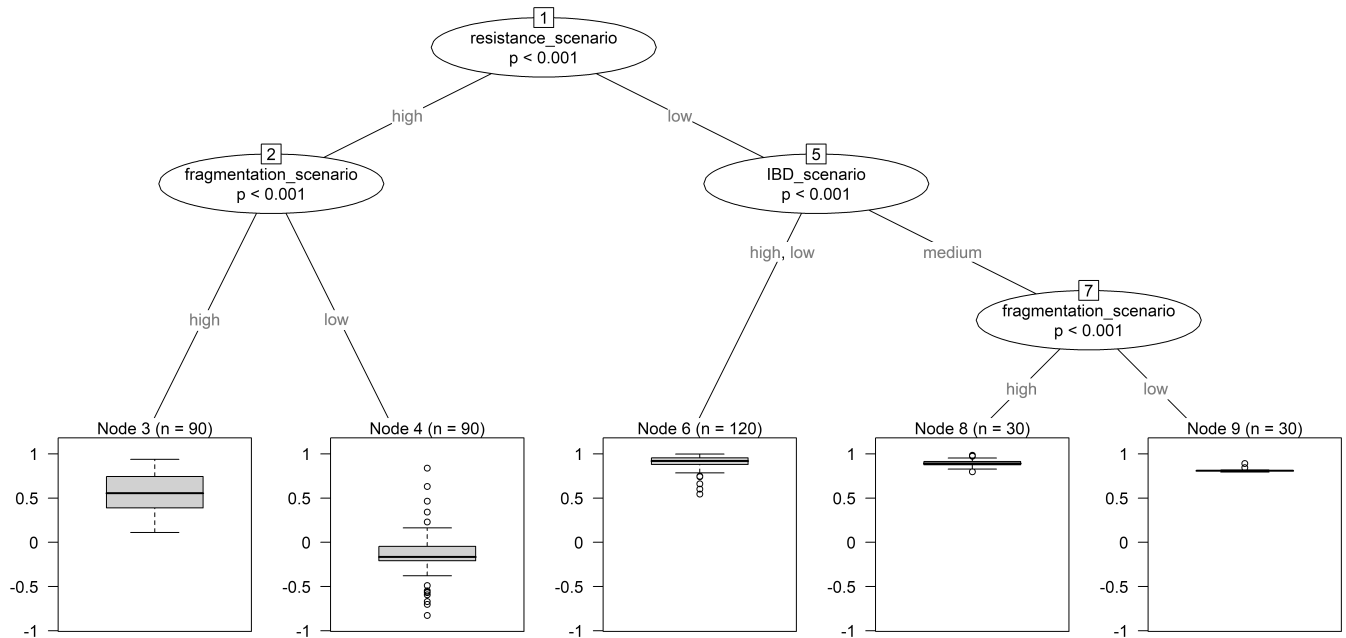 1
resistance_scenario
p < 0.001
high
low
2
fragmentation_scenario
p < 0.001
5
IBD_scenario
p < 0.001
high
low
high, low
medium
7
fragmentation_scenario
p < 0.001
high
low
Node 3 (n = 90)
1
0.5
0
-0.5
-1
Node 4 (n = 90)
1
0.5
0
-0.5
-1
Node 6 (n = 120)
1
0.5
0
-0.5
-1
Node 8 (n = 30)
1
0.5
0
-0.5
-1
Node 9 (n = 30)
1
0.5
0
-0.5
-1